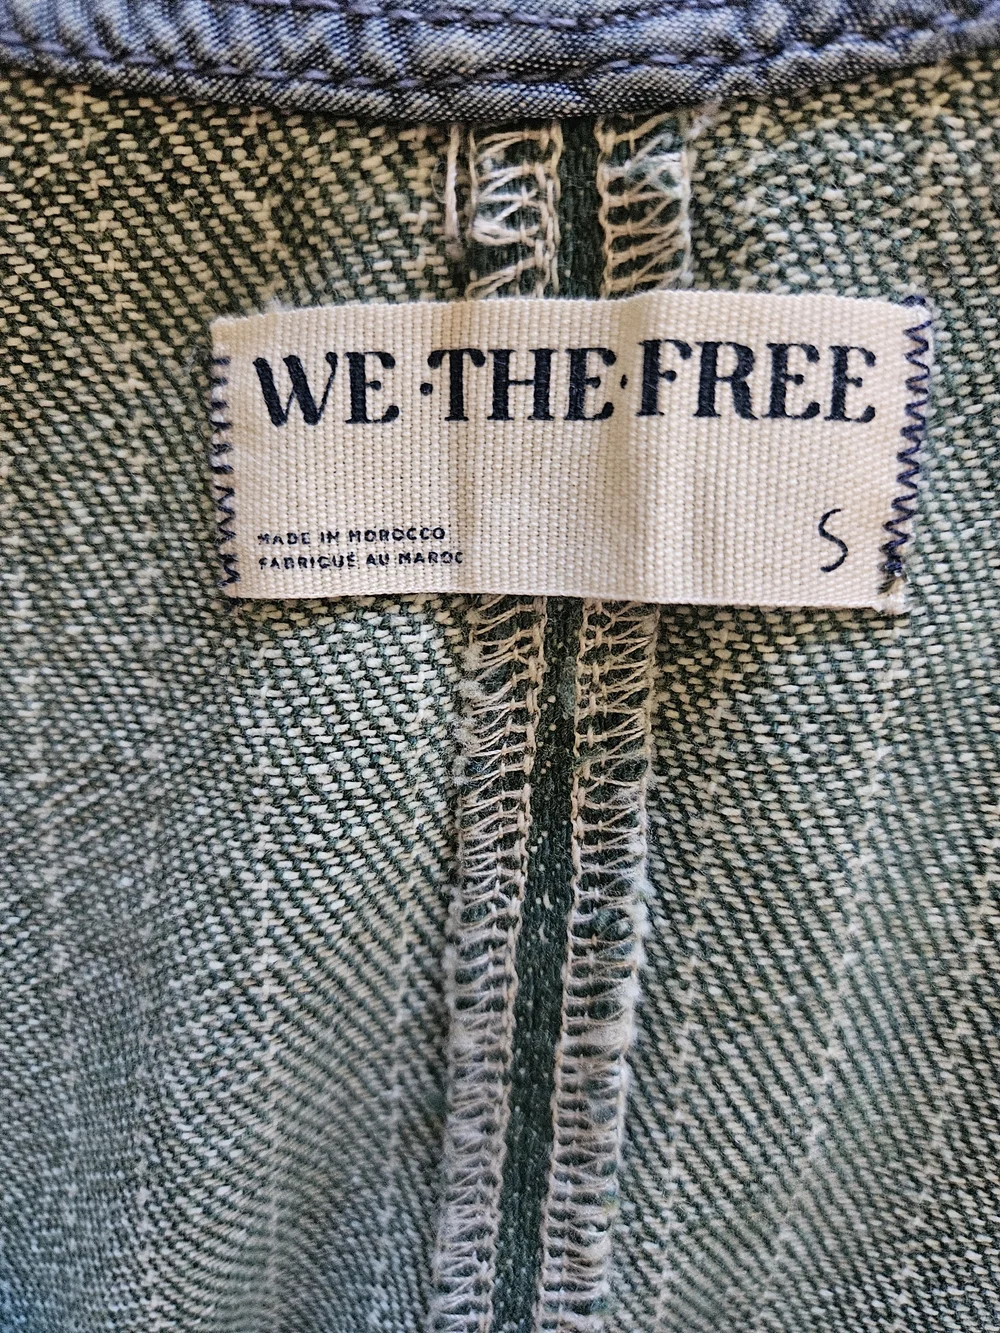 WE·THE·FREE
MADE IN MOROCCO
FABRIQUÉ AU MAROC
S